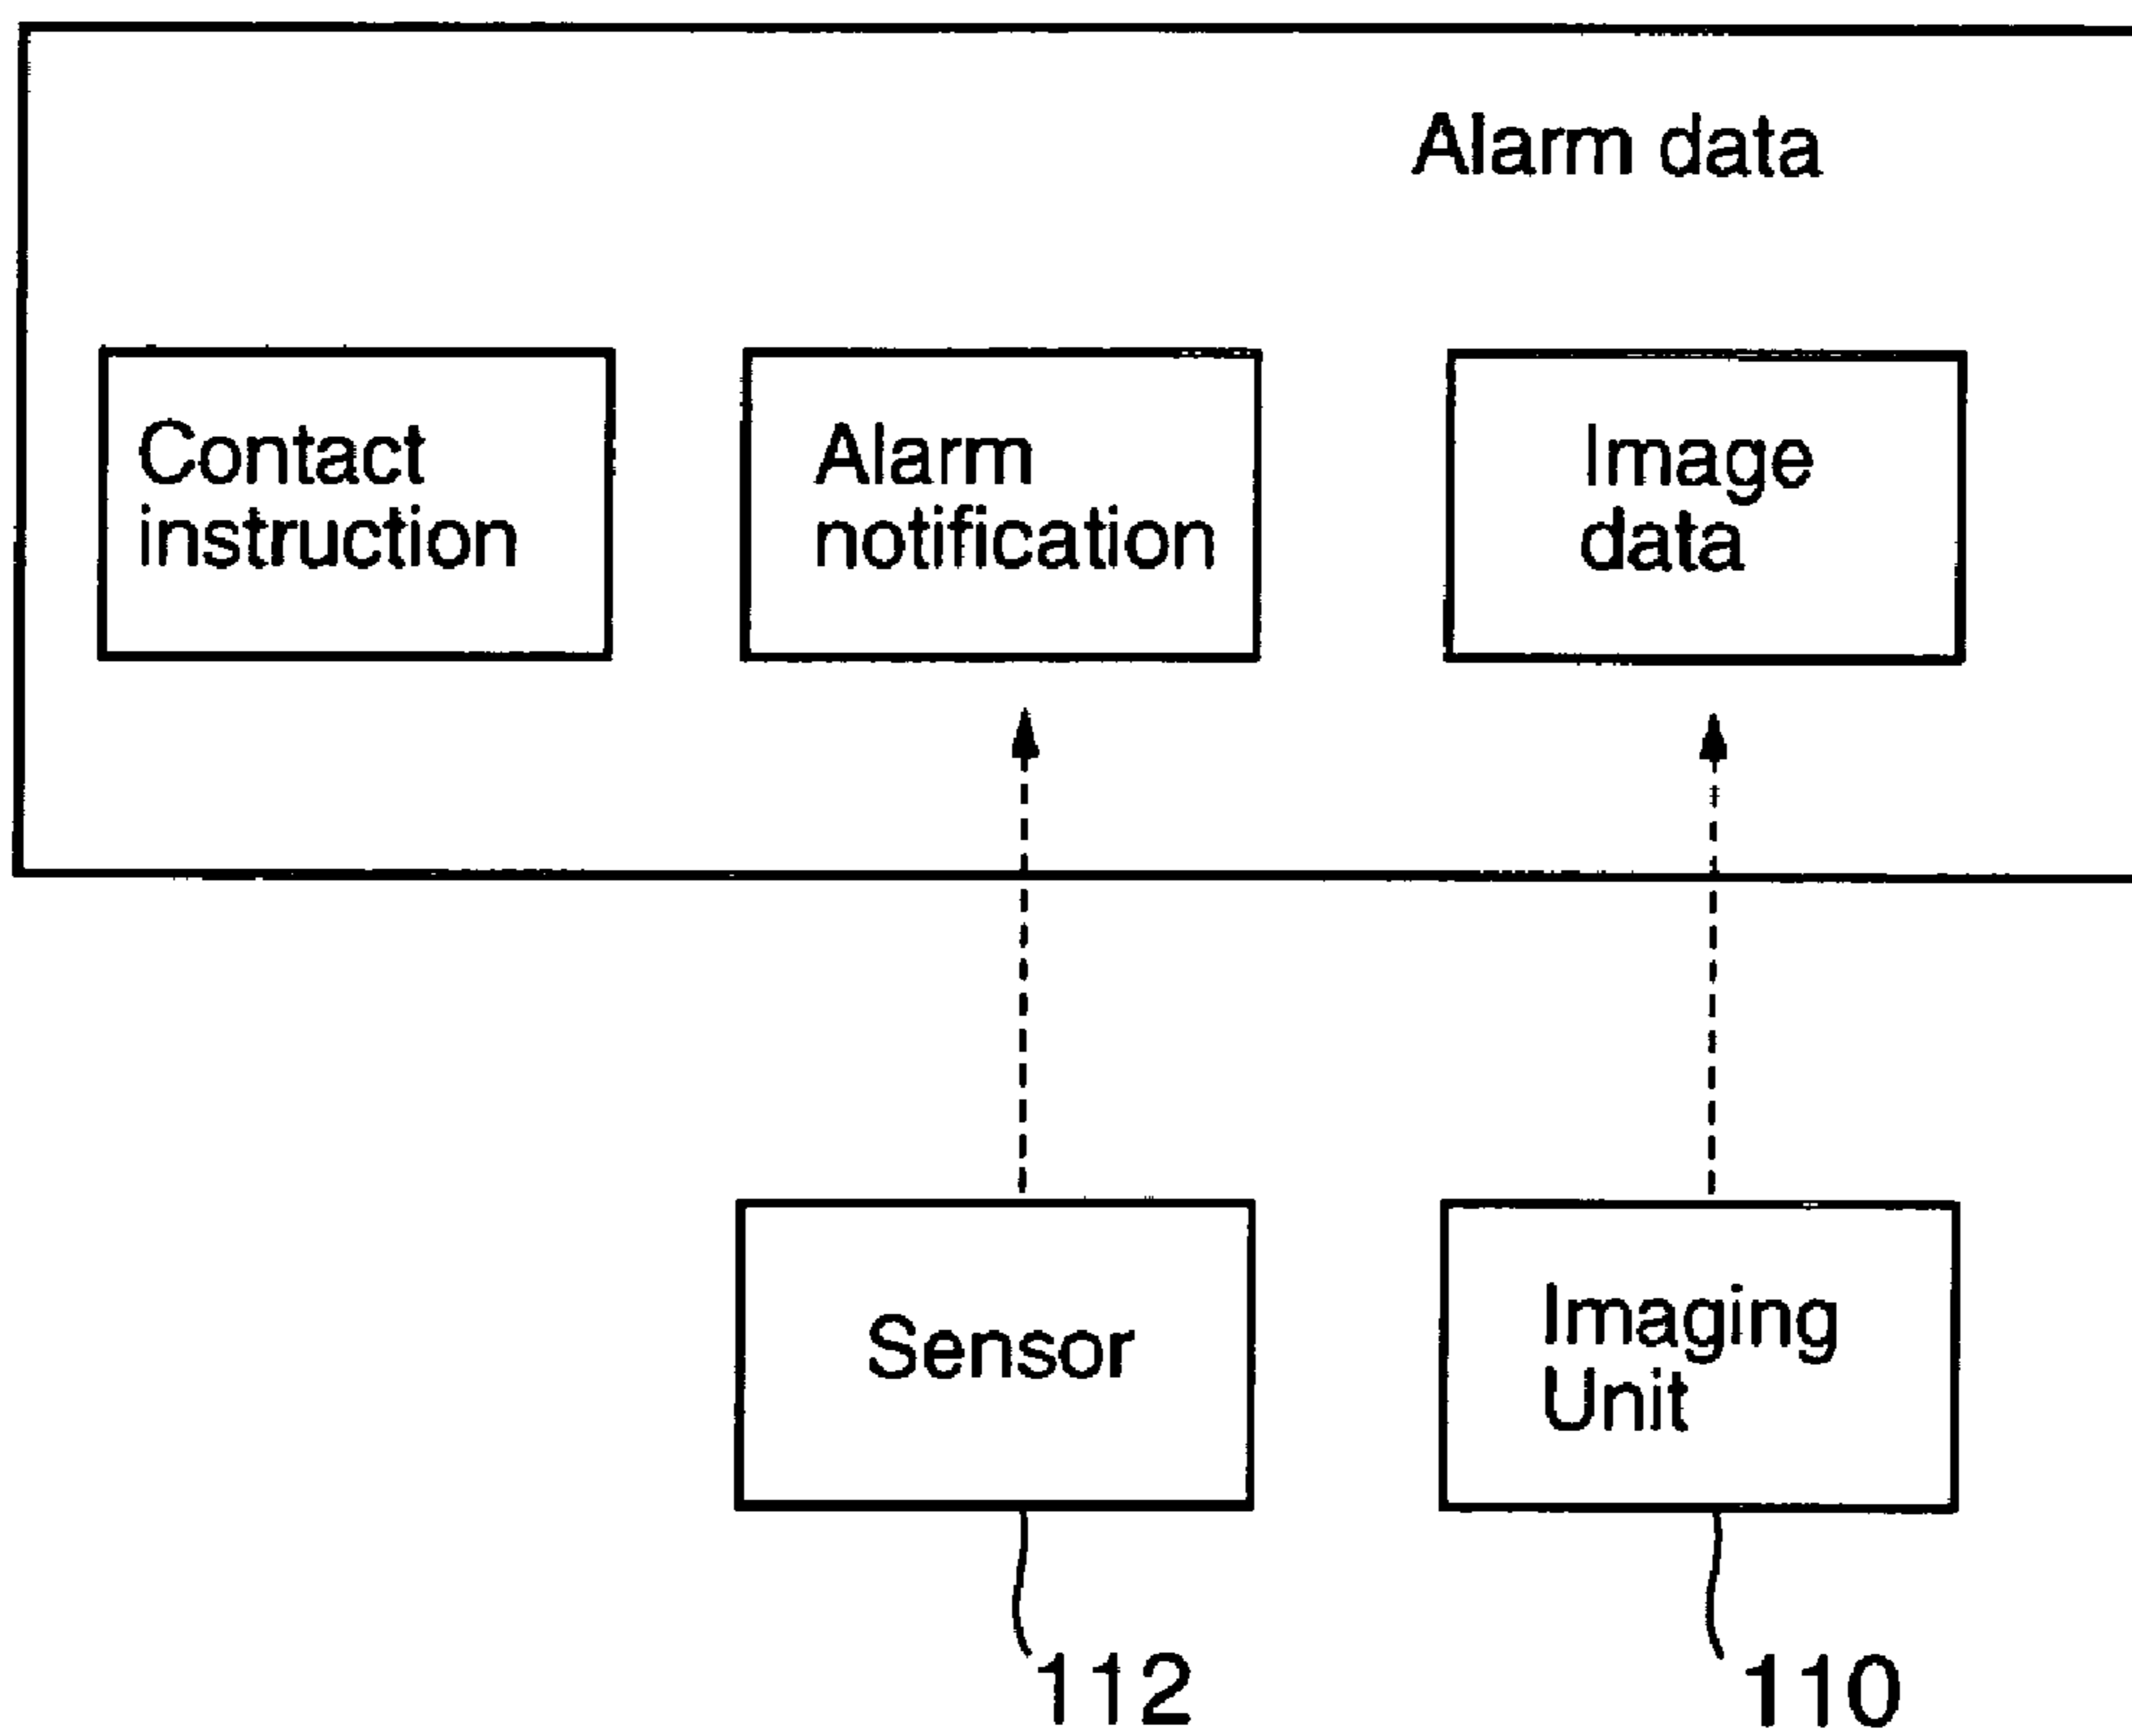 Alarm data
Contact
instruction
Alarm
notification
Image
data
Sensor
Imaging
Unit
112
110